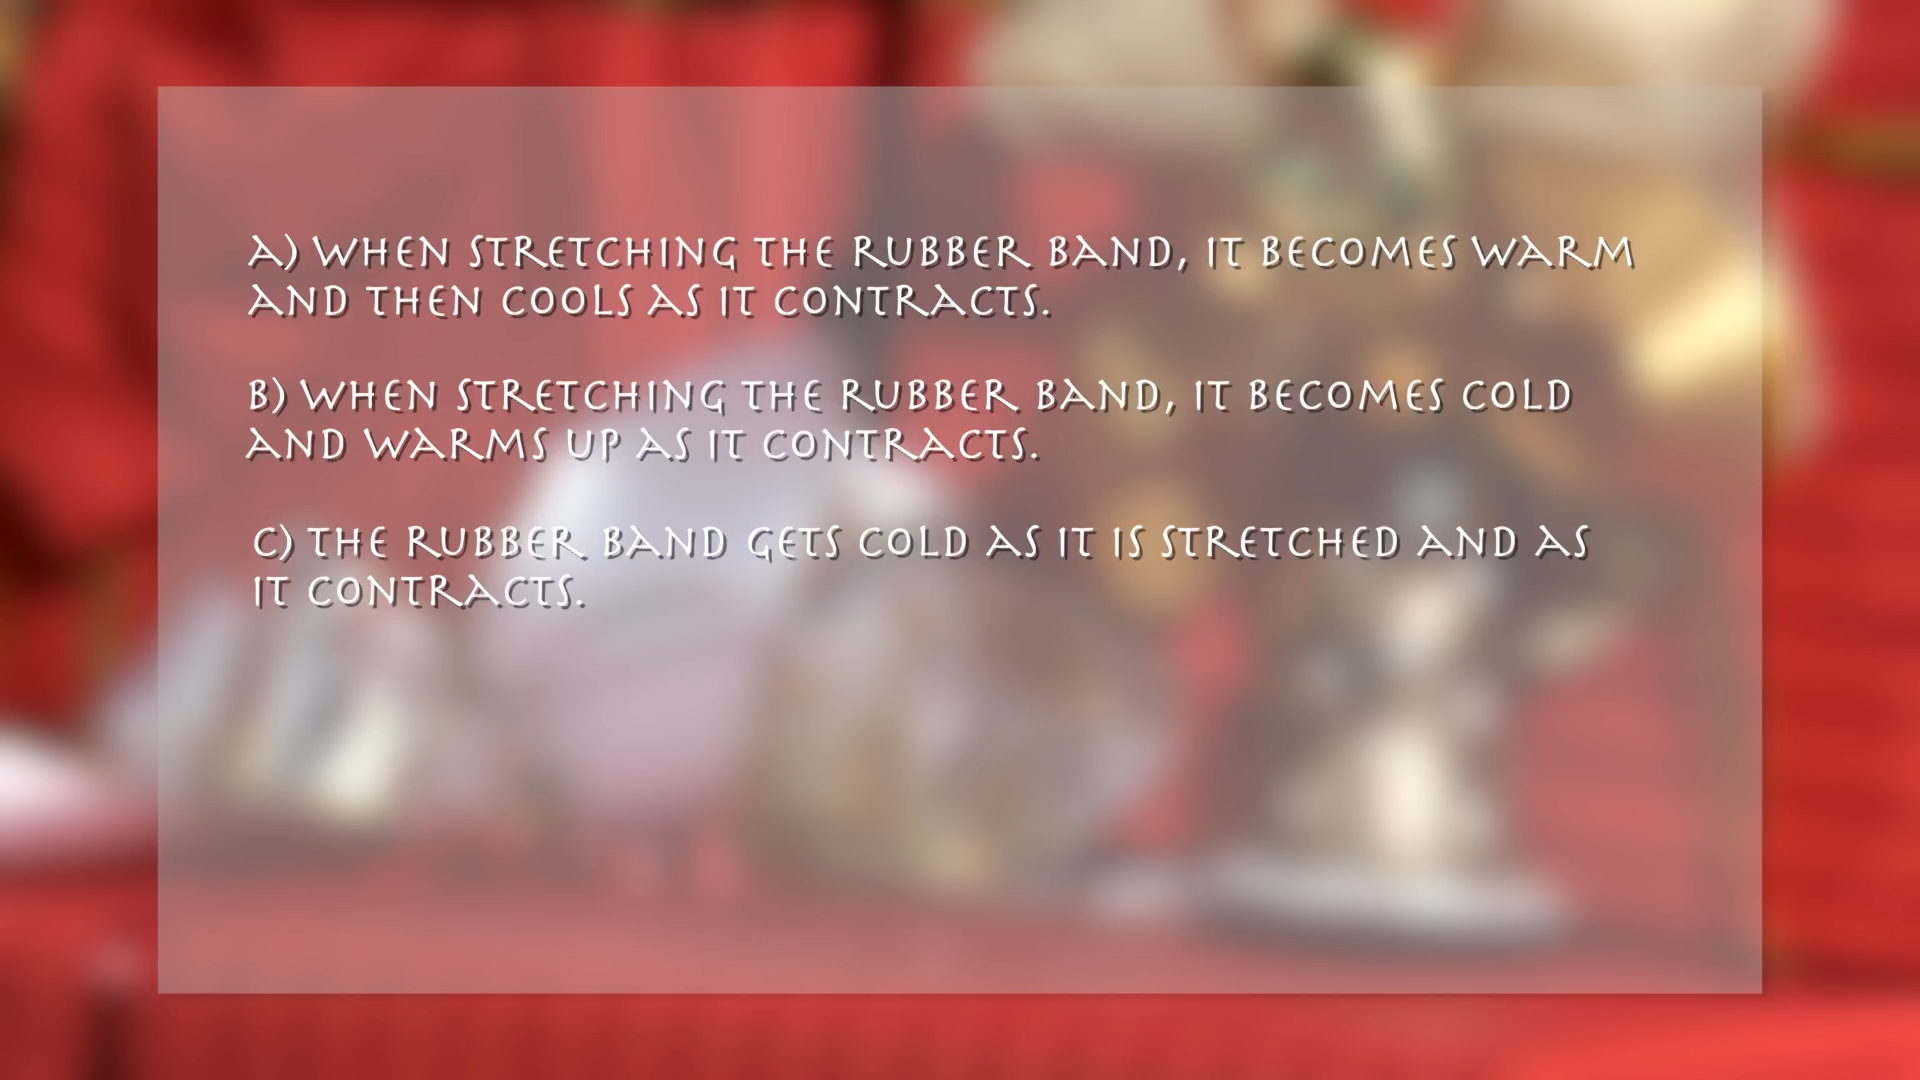 A) WHEN STRETCHING THE RUBBER BAND, IT BECOMES WARM
AND THEN COOLS AS IT CONTRACTS.
B) WHEN STRETCHING THE RUBBER BAND, IT BECOMES COLD
AND WARMS UP AS IT CONTRACTS.
C) THE RUBBER BAND GETS COLD AS IT IS STRETCHED AND AS
IT CONTRACTS.